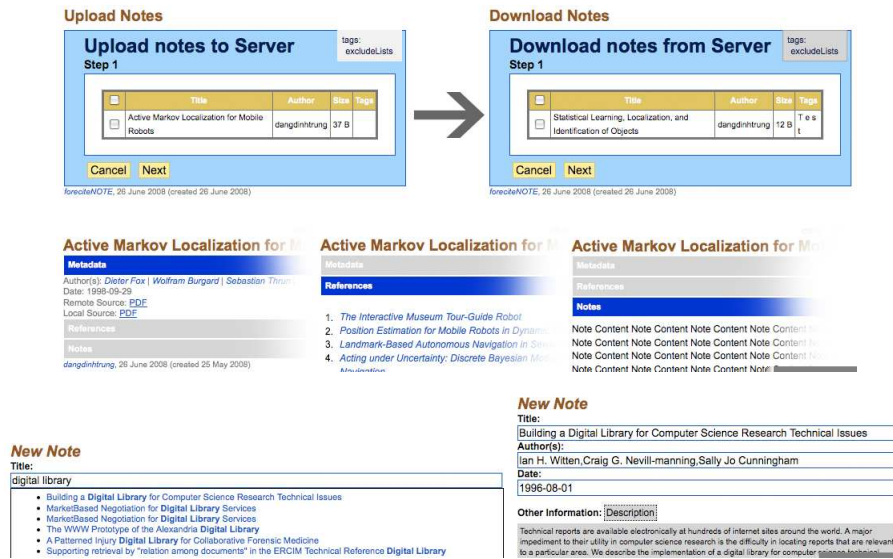 Upload Notes
Upload notes to Server
tags:
excludeLists
Step 1
Title Author Size Tags
Active Markov Localization for Mobile
Robots
dangdinhtrung 37 B
Cancel Next
foreciteNOTE, 26 June 2008 (created 26 June 2008)
Download Notes
Download notes from Server
tags:
excludeLists
Step 1
Title Author Size Tags
Statistical Learning, Localization, and
Identification of Objects
dangdinhtrung 12 B T e s
t
Cancel Next
foreciteNOTE, 26 June 2008 (created 26 June 2008)
Active Markov Localization for
Metadata
Author(s): Dieter Fox | Wolfram Burgard | Sebastian Thrun
Date: 1998-09-29
Remote Source: PDF
Local Source: PDF
References
Notes
dangdinhtrung, 26 June 2008 (created 25 May 2008)
Active Markov Localization for
Metadata
References
1. The Interactive Museum Tour-Guide Robot
2. Position Estimation for Mobile Robots in
3. Landmark-Based Autonomous Navigation in
4. Acting under Uncertainty: Discrete Bayesian
Navigation
Active Markov Localization for
Metadata
References
Notes
Note Content Note Content Note Content Note Content
Note Content Note Content Note Content Note Content
Note Content Note Content Note Content Note Content
Note Content Note Content Note Content Note
New Note
Title:
digital library
• Building a Digital Library for Computer Science Research Technical Issues
• MarketBased Negotiation for Digital Library Services
• MarketBased Negotiation for Digital Library Services
• The WWW Prototype of the Alexandria Digital Library
• A Patterned Injury Digital Library for Collaborative Forensic Medicine
• Supporting retrieval by "relation among documents" in the ERCIM Technical Reference Digital Library
New Note
Title:
Building a Digital Library for Computer Science Research Technical Issues
Author(s):
Ian H. Witten,Craig G. Nevill-manning,Sally Jo Cunningham
Date:
1996-08-01
Other Information: Description
Technical reports are available electronically at hundreds of internet sites around the world. A major
impediment to their utility in computer science research is the difficulty in locating reports that are relevant
to a particular area. We describe the implementation of a digital library for computer